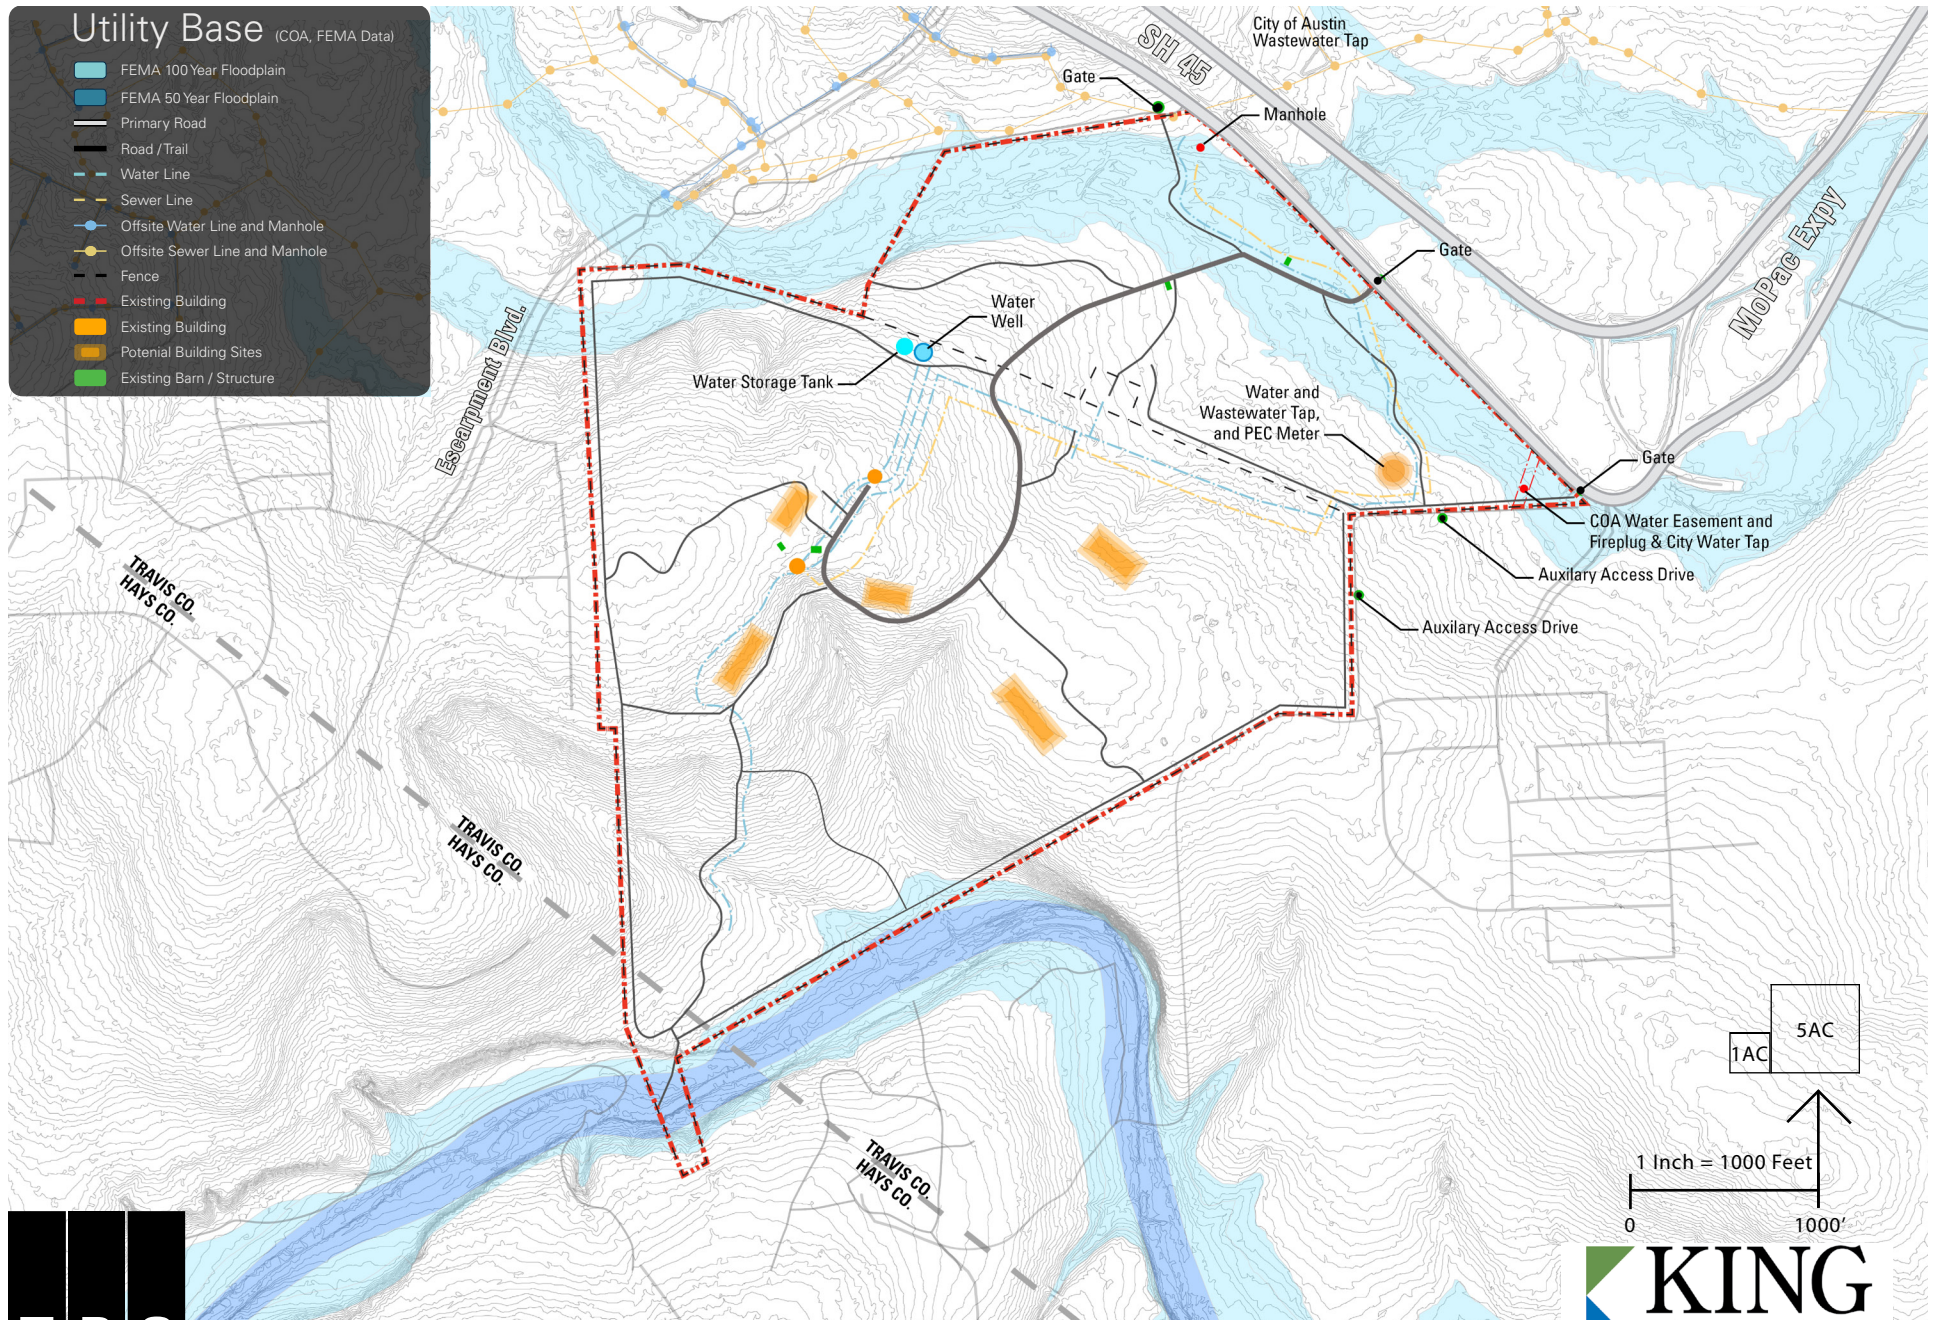 Utility Base (COA, FEMA Data)
FEMA 100 Year Floodplain
FEMA 50 Year Floodplain
Primary Road
Road / Trail
Water Line
Sewer Line
Offsite Water Line and Manhole
Offsite Sewer Line and Manhole
Fence
Existing Building
Existing Building
Potenial Building Sites
Existing Barn / Structure
City of Austin
Wastewater Tap
SH 45
Gate
Manhole
Gate
MoPac Expy
Escarpment Blvd.
Water
Well
Water Storage Tank
Water and
Wastewater Tap,
and PEC Meter
Gate
COA Water Easement and
Fireplug & City Water Tap
Auxilary Access Drive
Auxilary Access Drive
TRAVIS CO.
HAYS CO.
TRAVIS CO.
HAYS CO.
TRAVIS CO.
HAYS CO.
5AC
1AC
1 Inch = 1000 Feet
0
1000'
KING